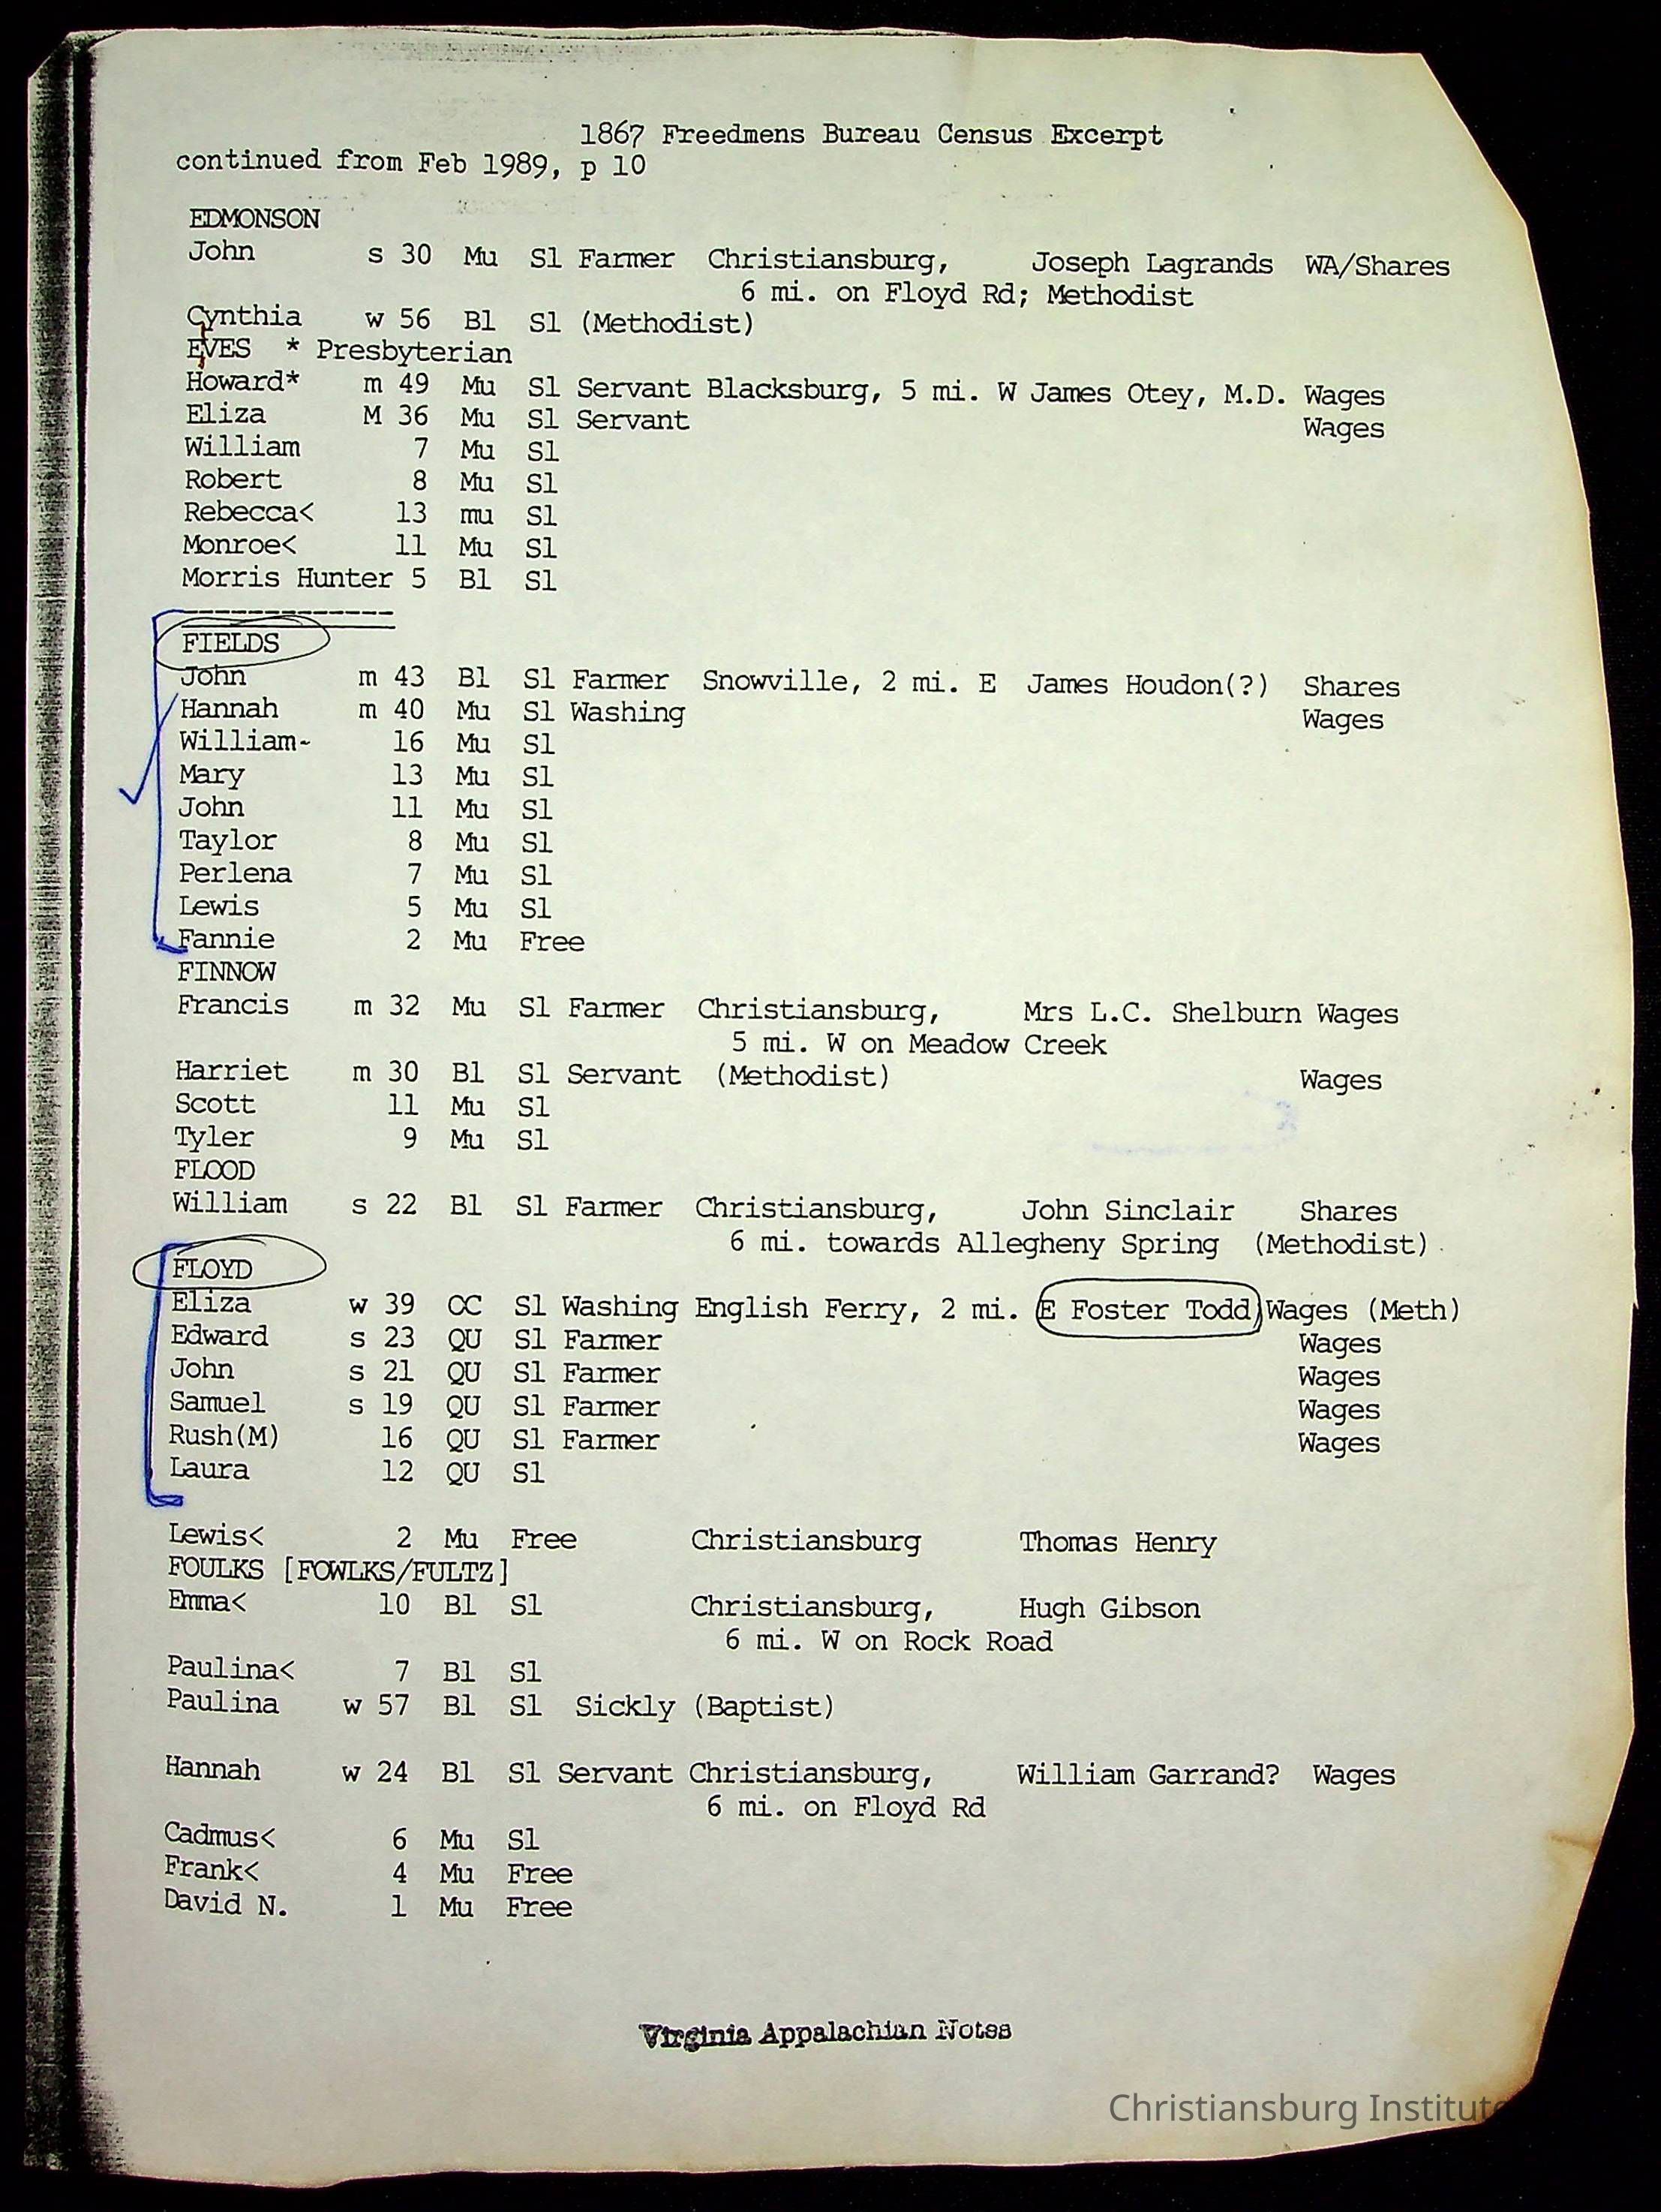 1867 Freedmens Bureau Census Excerpt
continued from Feb 1989, p 10
EDMONSON
John s 30 Mu Sl Farmer Christiansburg, Joseph Lagrands WA/Shares
6 mi. on Floyd Rd; Methodist
Cynthia w 56 Bl Sl (Methodist)
EVES * Presbyterian
Howard* m 49 Mu Sl Servant Blacksburg, 5 mi. W James Otey, M.D. Wages
Eliza M 36 Mu Sl Servant Wages
William 7 Mu Sl
Robert 8 Mu Sl
Rebecca< 13 mu Sl
Monroe< 11 Mu Sl
Morris Hunter 5 Bl Sl
FIELDS
John m 43 Bl Sl Farmer Snowville, 2 mi. E James Houdon(?) Shares
Hannah m 40 Mu Sl Washing Wages
William~ 16 Mu Sl
Mary 13 Mu Sl
John 11 Mu Sl
Taylor 8 Mu Sl
Perlena 7 Mu Sl
Lewis 5 Mu Sl
Fannie 2 Mu Free
FINNOW
Francis m 32 Mu Sl Farmer Christiansburg, Mrs L.C. Shelburn Wages
5 mi. W on Meadow Creek
Harriet m 30 Bl Sl Servant (Methodist) Wages
Scott 11 Mu Sl
Tyler 9 Mu Sl
FLOOD
William s 22 Bl Sl Farmer Christiansburg, John Sinclair Shares
6 mi. towards Allegheny Spring (Methodist)
FLOYD
Eliza w 39 OC Sl Washing English Ferry, 2 mi. E Foster Todd Wages (Meth)
Edward s 23 QU Sl Farmer Wages
John s 21 QU Sl Farmer Wages
Samuel s 19 QU Sl Farmer Wages
Rush(M) 16 QU Sl Farmer Wages
Laura 12 QU Sl
Lewis< 2 Mu Free Christiansburg Thomas Henry
FOULKS [FOWLKS/FULTZ]
Emma< 10 Bl Sl Christiansburg, Hugh Gibson
6 mi. W on Rock Road
Paulina< 7 Bl Sl
Paulina w 57 Bl Sl Sickly (Baptist)
Hannah w 24 Bl Sl Servant Christiansburg, William Garrand? Wages
6 mi. on Floyd Rd
Cadmus< 6 Mu Sl
Frank< 4 Mu Free
David N. 1 Mu Free
Virginia Appalachian Notes
Christiansburg Institute